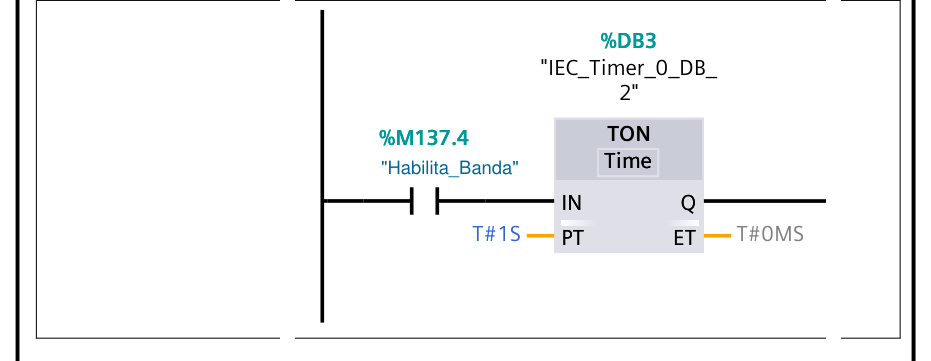 %DB3
"IEC_Timer_0_DB_
2"
%M137.4
"Habilita_Banda"
TON
Time
IN
Q
T#1S
PT
ET
T#0MS